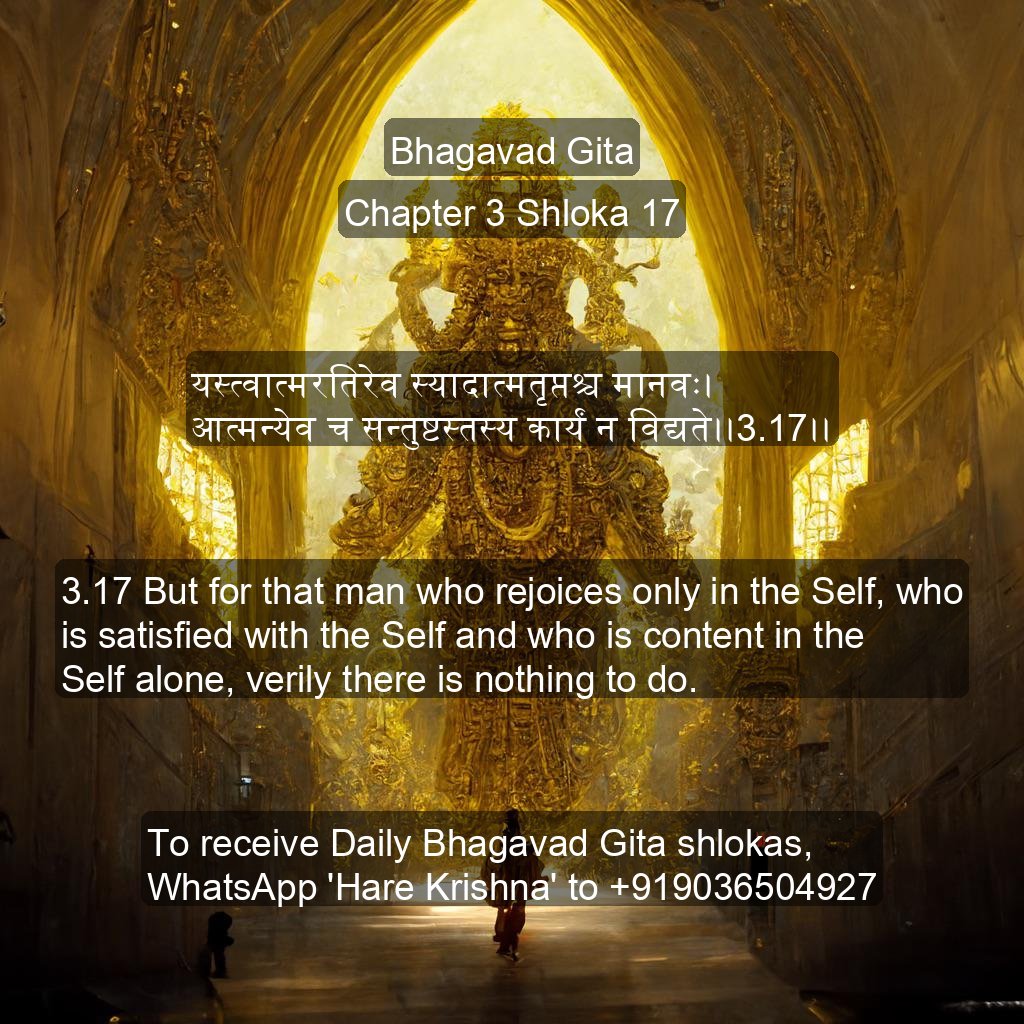 Bhagavad Gita
Chapter 3 Shloka 17
यस्त्वात्मरतिरेव स्यादात्मतृप्तश्च मानवः।
आत्मन्येव च सन्तुष्टस्तस्य कार्यं न विद्यते।।3.17।।
3.17 But for that man who rejoices only in the Self, who
is satisfied with the Self and who is content in the
Self alone, verily there is nothing to do.
To receive Daily Bhagavad Gita shlokas,
WhatsApp 'Hare Krishna' to +919036504927